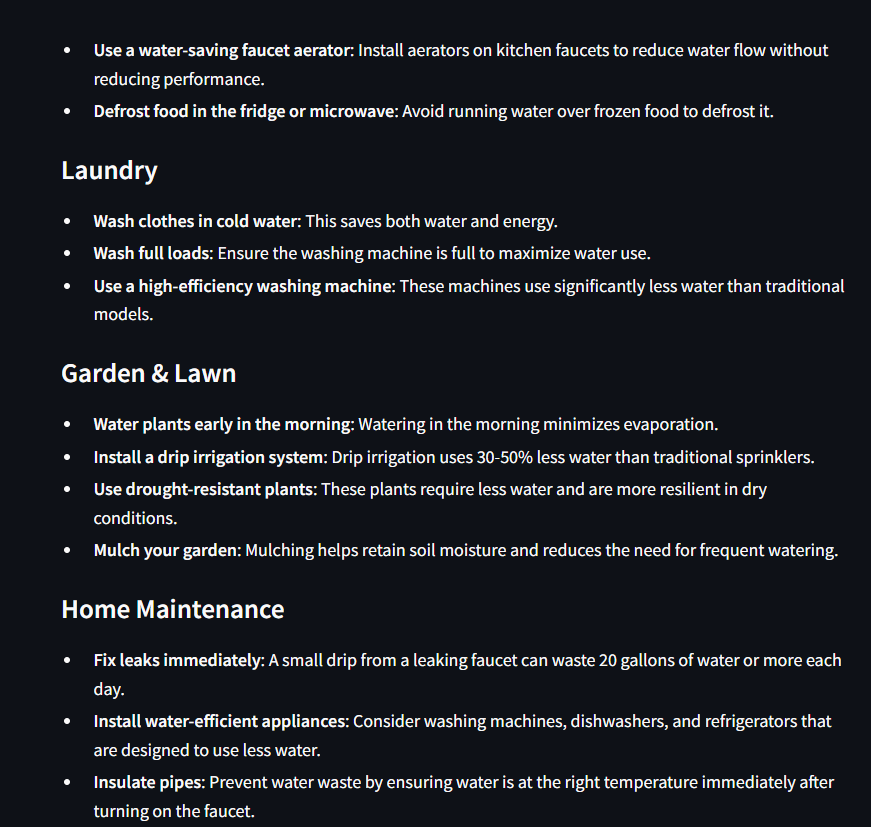 • Use a water-saving faucet aerator: Install aerators on kitchen faucets to reduce water flow without
reducing performance.
• Defrost food in the fridge or microwave: Avoid running water over frozen food to defrost it.
Laundry
• Wash clothes in cold water: This saves both water and energy.
• Wash full loads: Ensure the washing machine is full to maximize water use.
• Use a high-efficiency washing machine: These machines use significantly less water than traditional
models.
Garden & Lawn
• Water plants early in the morning: Watering in the morning minimizes evaporation.
• Install a drip irrigation system: Drip irrigation uses 30-50% less water than traditional sprinklers.
• Use drought-resistant plants: These plants require less water and are more resilient in dry
conditions.
• Mulch your garden: Mulching helps retain soil moisture and reduces the need for frequent watering.
Home Maintenance
• Fix leaks immediately: A small drip from a leaking faucet can waste 20 gallons of water or more each
day.
• Install water-efficient appliances: Consider washing machines, dishwashers, and refrigerators that
are designed to use less water.
• Insulate pipes: Prevent water waste by ensuring water is at the right temperature immediately after
turning on the faucet.